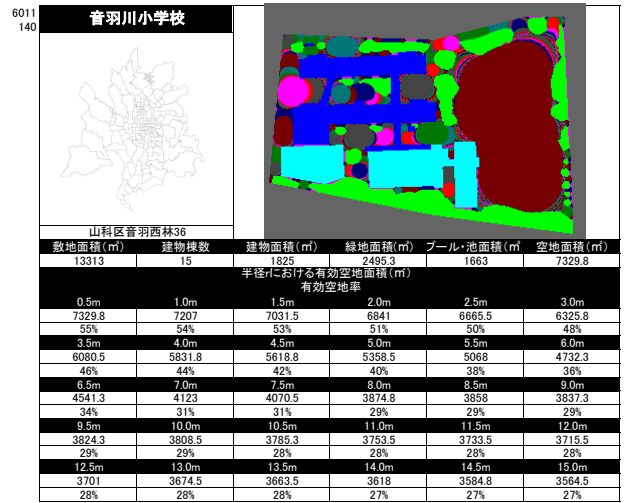 6011
140
音羽川小学校
山科区音羽西林36
敷地面積(㎡) 建物棟数 建物面積(㎡) 緑地面積(㎡) プール・池面積(㎡ 空地面積(㎡)
13313 15 1825 2495.3 1663 7329.8
半径rにおける有効空地面積(㎡)
有効空地率
0.5m 1.0m 1.5m 2.0m 2.5m 3.0m
7329.8 7207 7031.5 6841 6665.5 6325.8
55% 54% 53% 51% 50% 48%
3.5m 4.0m 4.5m 5.0m 5.5m 6.0m
6080.5 5831.8 5618.8 5358.5 5068 4732.3
46% 44% 42% 40% 38% 36%
6.5m 7.0m 7.5m 8.0m 8.5m 9.0m
4541.3 4123 4070.5 3874.8 3858 3837.3
34% 31% 31% 29% 29% 29%
9.5m 10.0m 10.5m 11.0m 11.5m 12.0m
3824.3 3808.5 3785.3 3753.5 3733.5 3715.5
29% 29% 28% 28% 28% 28%
12.5m 13.0m 13.5m 14.0m 14.5m 15.0m
3701 3674.5 3663.5 3618 3584.8 3564.5
28% 28% 28% 27% 27% 27%